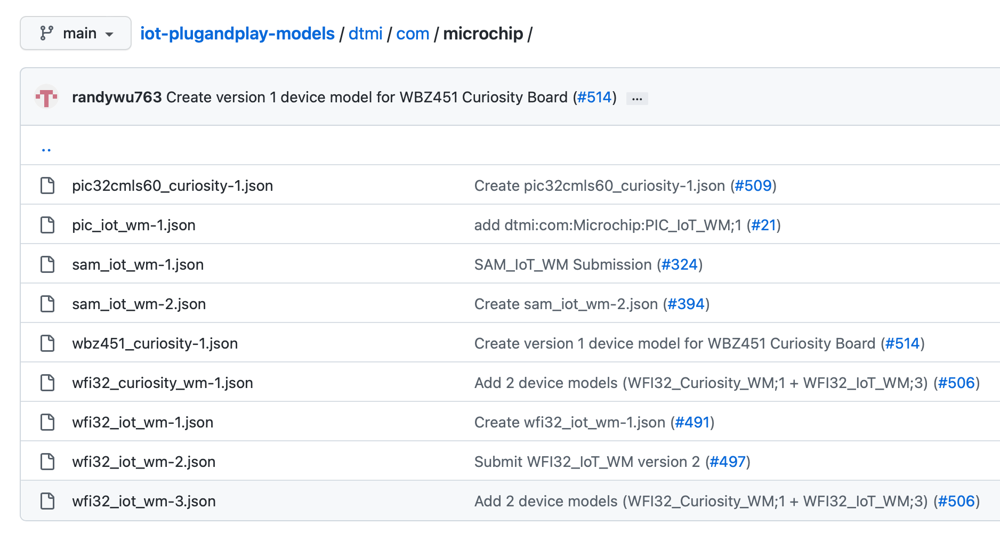 main iot-plugandplay-models / dtmi / com / microchip /
randywu763 Create version 1 device model for WBZ451 Curiosity Board (#514) ...
..
pic32cmls60_curiosity-1.json Create pic32cmls60_curiosity-1.json (#509)
pic_iot_wm-1.json add dtmi:com:Microchip:PIC_IoT_WM;1 (#21)
sam_iot_wm-1.json SAM_IoT_WM Submission (#324)
sam_iot_wm-2.json Create sam_iot_wm-2.json (#394)
wbz451_curiosity-1.json Create version 1 device model for WBZ451 Curiosity Board (#514)
wfi32_curiosity_wm-1.json Add 2 device models (WFI32_Curiosity_WM;1 + WFI32_IoT_WM;3) (#506)
wfi32_iot_wm-1.json Create wfi32_iot_wm-1.json (#491)
wfi32_iot_wm-2.json Submit WFI32_IoT_WM version 2 (#497)
wfi32_iot_wm-3.json Add 2 device models (WFI32_Curiosity_WM;1 + WFI32_IoT_WM;3) (#506)